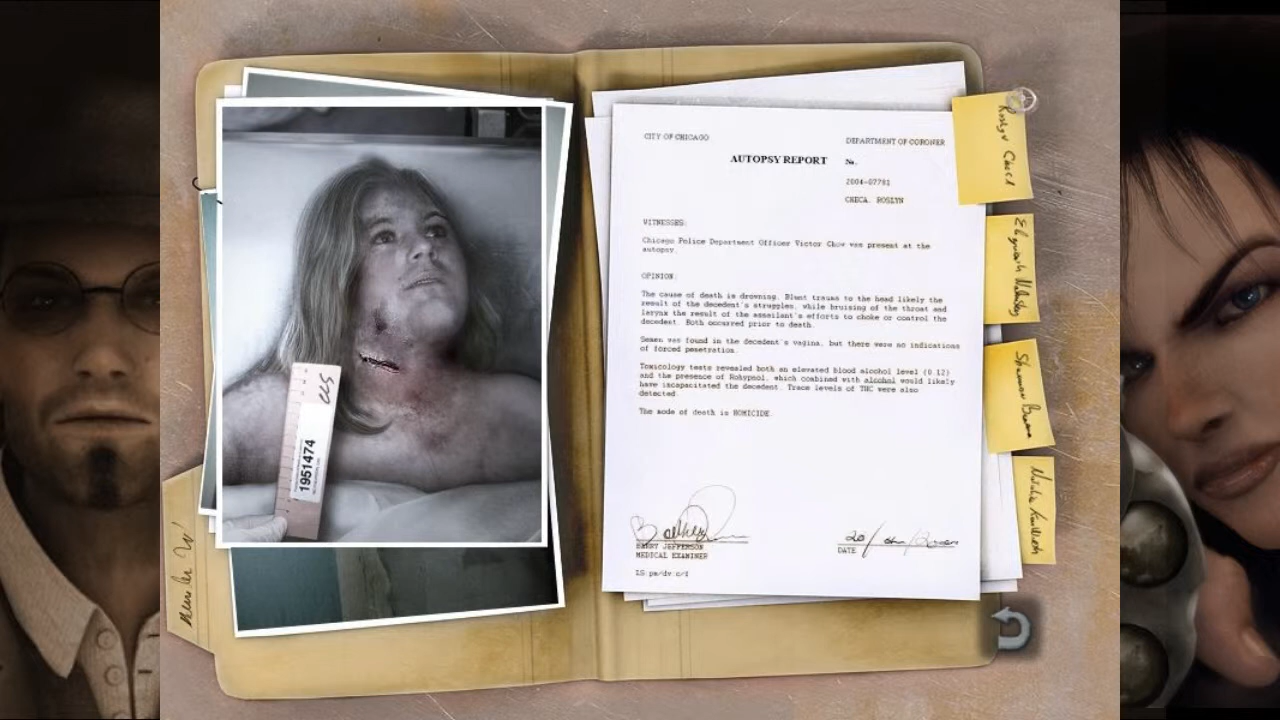 1951474
CITY OF CHICAGO
DEPARTMENT OF CORONER
AUTOPSY REPORT No.
2004-07781
CHECA, ROSLYN
WITNESSES:
Chicago Police Department Officer Victor Chow was present at the
autopsy.
OPINION:
The cause of death is drowning. Blunt trauma to the head likely the
result of the decedent's struggles, while bruising of the throat and
larynx the result of the assailant's efforts to choke or control the
decedent. Both occurred prior to death.
Semen was found in the decedent's vagina, but there were no indications
of forced penetration.
Toxicology tests revealed both an elevated blood alcohol level (0.12)
and the presence of Rohypnol, which combined with alcohol would likely
have incapacitated the decedent. Trace levels of THC were also
detected.
The mode of death is HOMICIDE.
HARRY JEFFERSON
MEDICAL EXAMINER
DATE
Roslyn Checa